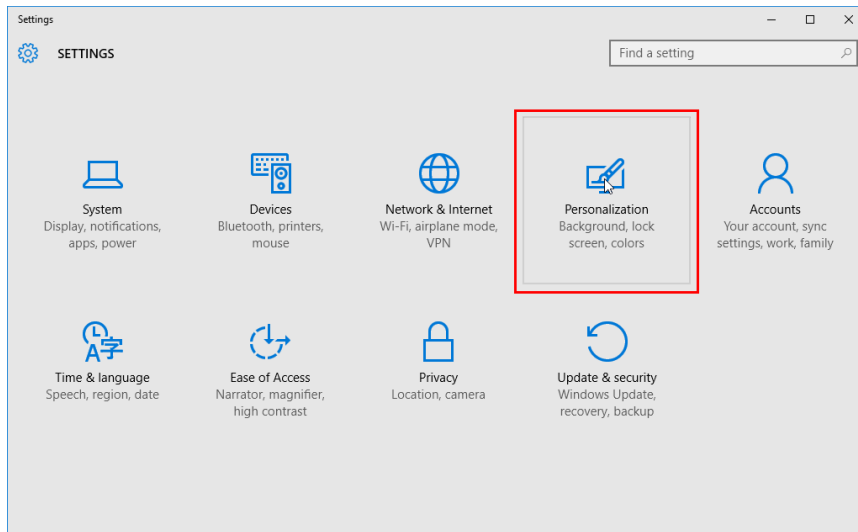 Settings
SETTINGS
Find a setting
System
Display, notifications,
apps, power
Devices
Bluetooth, printers,
mouse
Network & Internet
Wi-Fi, airplane mode,
VPN
Personalization
Background, lock
screen, colors
Accounts
Your account, sync
settings, work, family
A字
Time & language
Speech, region, date
Ease of Access
Narrator, magnifier,
high contrast
Privacy
Location, camera
Update & security
Windows Update,
recovery, backup